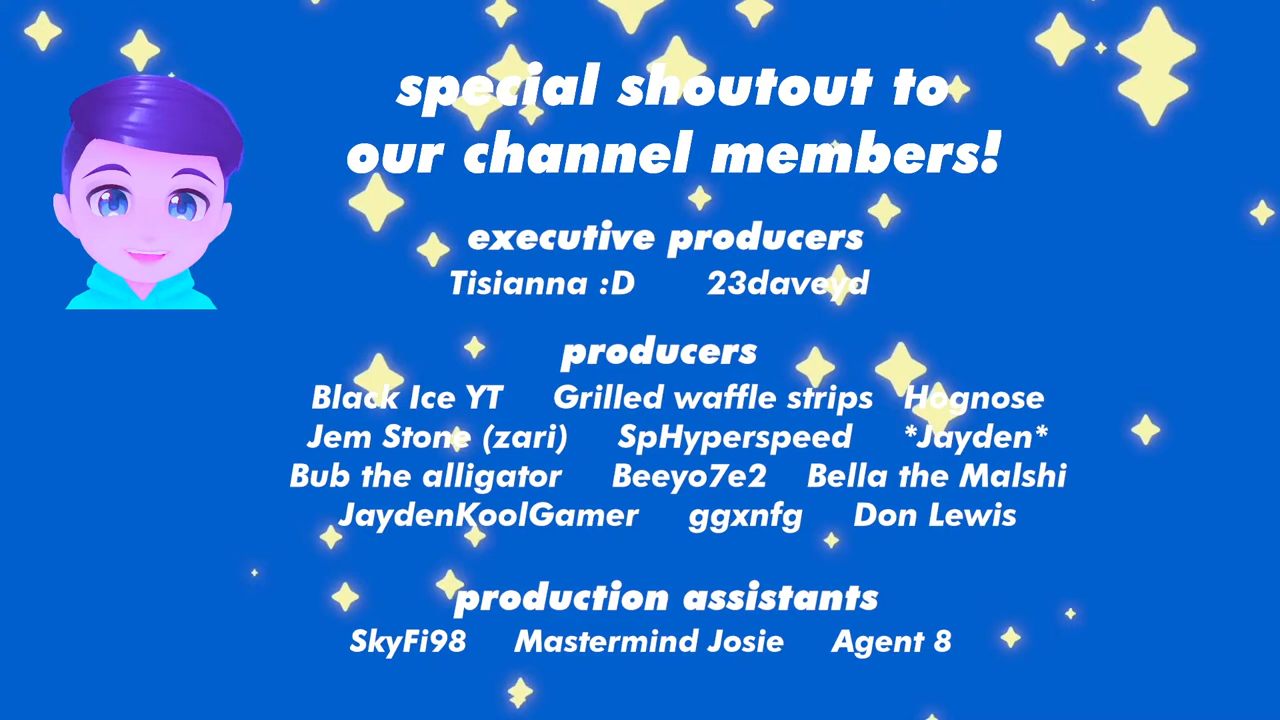 special shoutout to
our channel members!
executive producers
Tisianna :D 23daveyd
producers
Black Ice YT Grilled waffle strips Hognose
Jem Stone (zari) SpHyperspeed *Jayden*
Bub the alligator Beeyo7e2 Bella the Malshi
JaydenKoolGamer ggxnfg Don Lewis
production assistants
SkyFi98 Mastermind Josie Agent 8